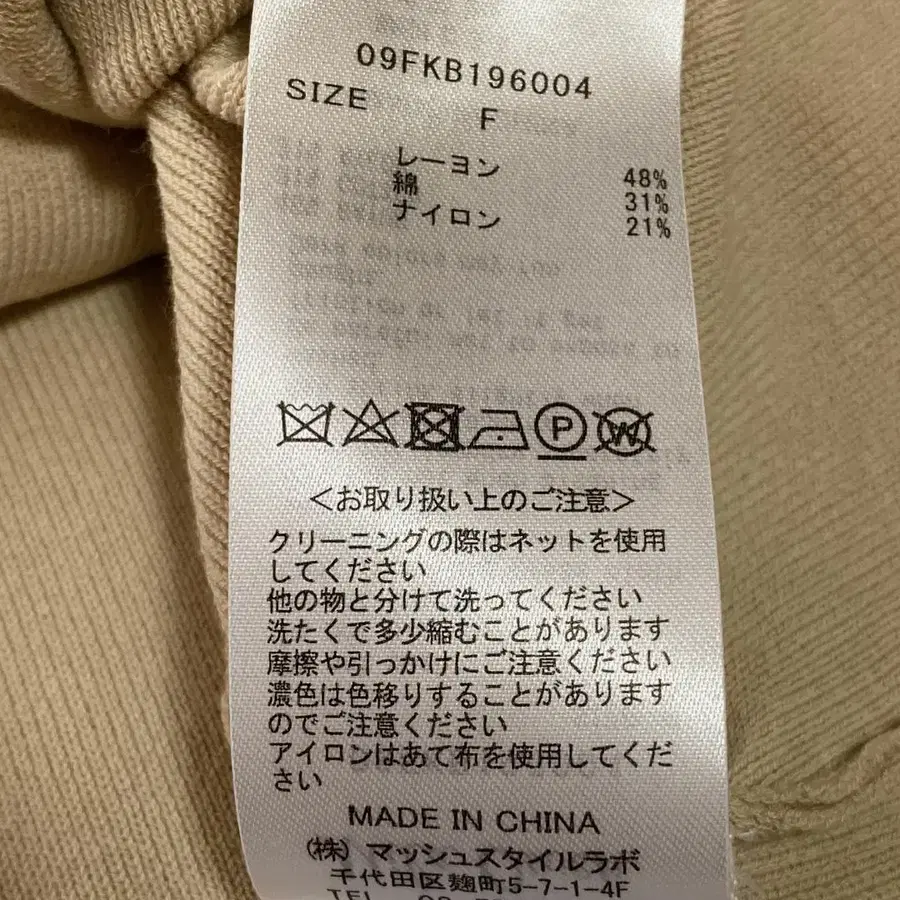 09FKB196004
SIZE F
レーヨン 48%
綿 31%
ナイロン 21%
P
W
＜お取り扱い上のご注意＞
クリーニングの際はネットを使用
してください
他の物と分けて洗ってください
洗たくで多少縮むことがあります
摩擦や引っかけにご注意ください
濃色は色移りすることがあります
のでご注意ください
アイロンはあて布を使用してくだ
さい
MADE IN CHINA
(株) マッシュスタイルラボ
千代田区麹町5-7-1-4F
TEL